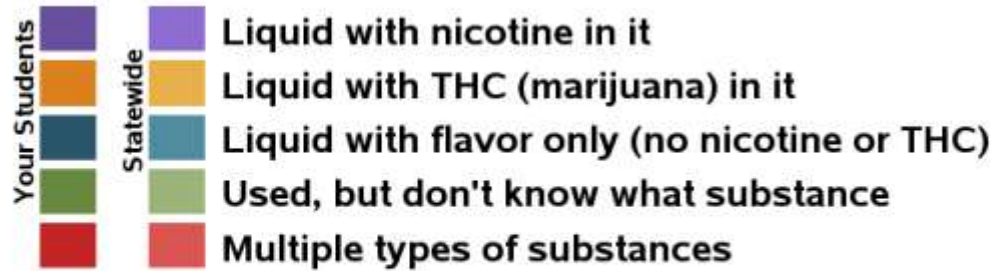 Your Students
Statewide
Liquid with nicotine in it
Liquid with THC (marijuana) in it
Liquid with flavor only (no nicotine or THC)
Used, but don't know what substance
Multiple types of substances